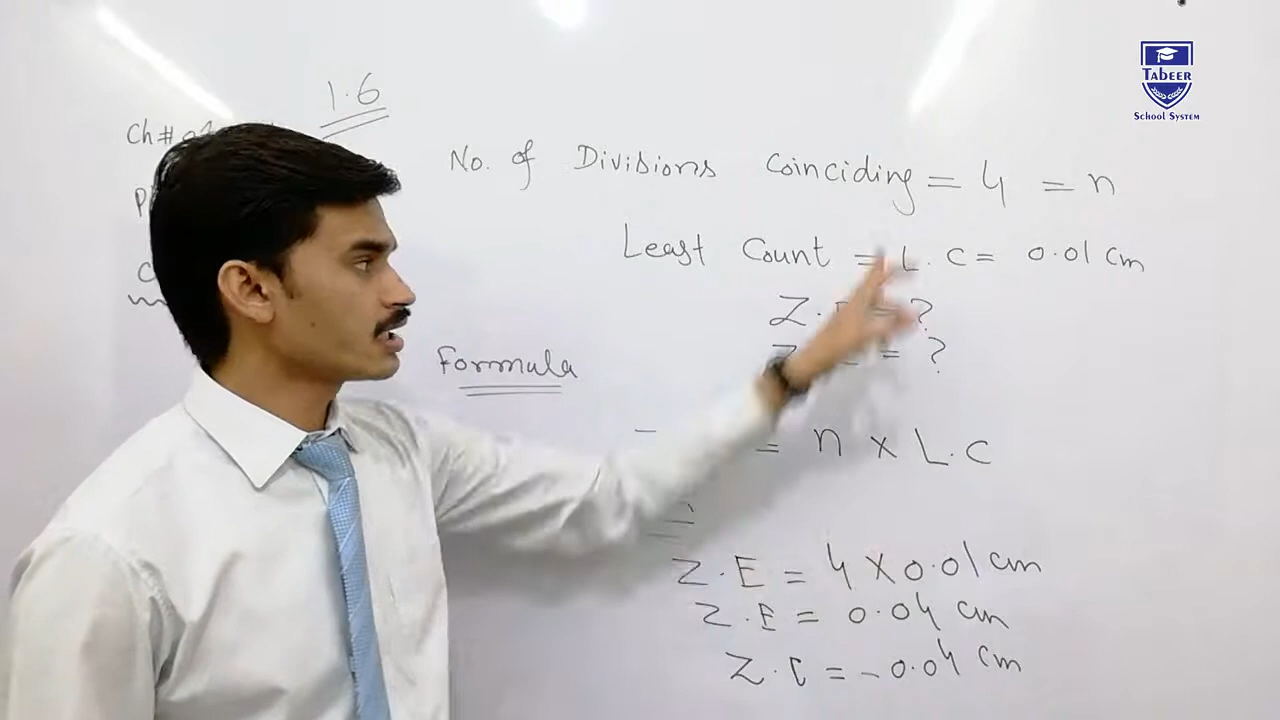 1.6
Ch#
No. of Divisions Coinciding = 4 = n
Least Count = L.C = 0.01 cm
Z. = ?
= ?
Formula
= n x L.C
Z.E = 4 X 0.01 cm
Z.E = 0.04 cm
Z.C = -0.04 cm
TABEER
SCHOOL SYSTEM